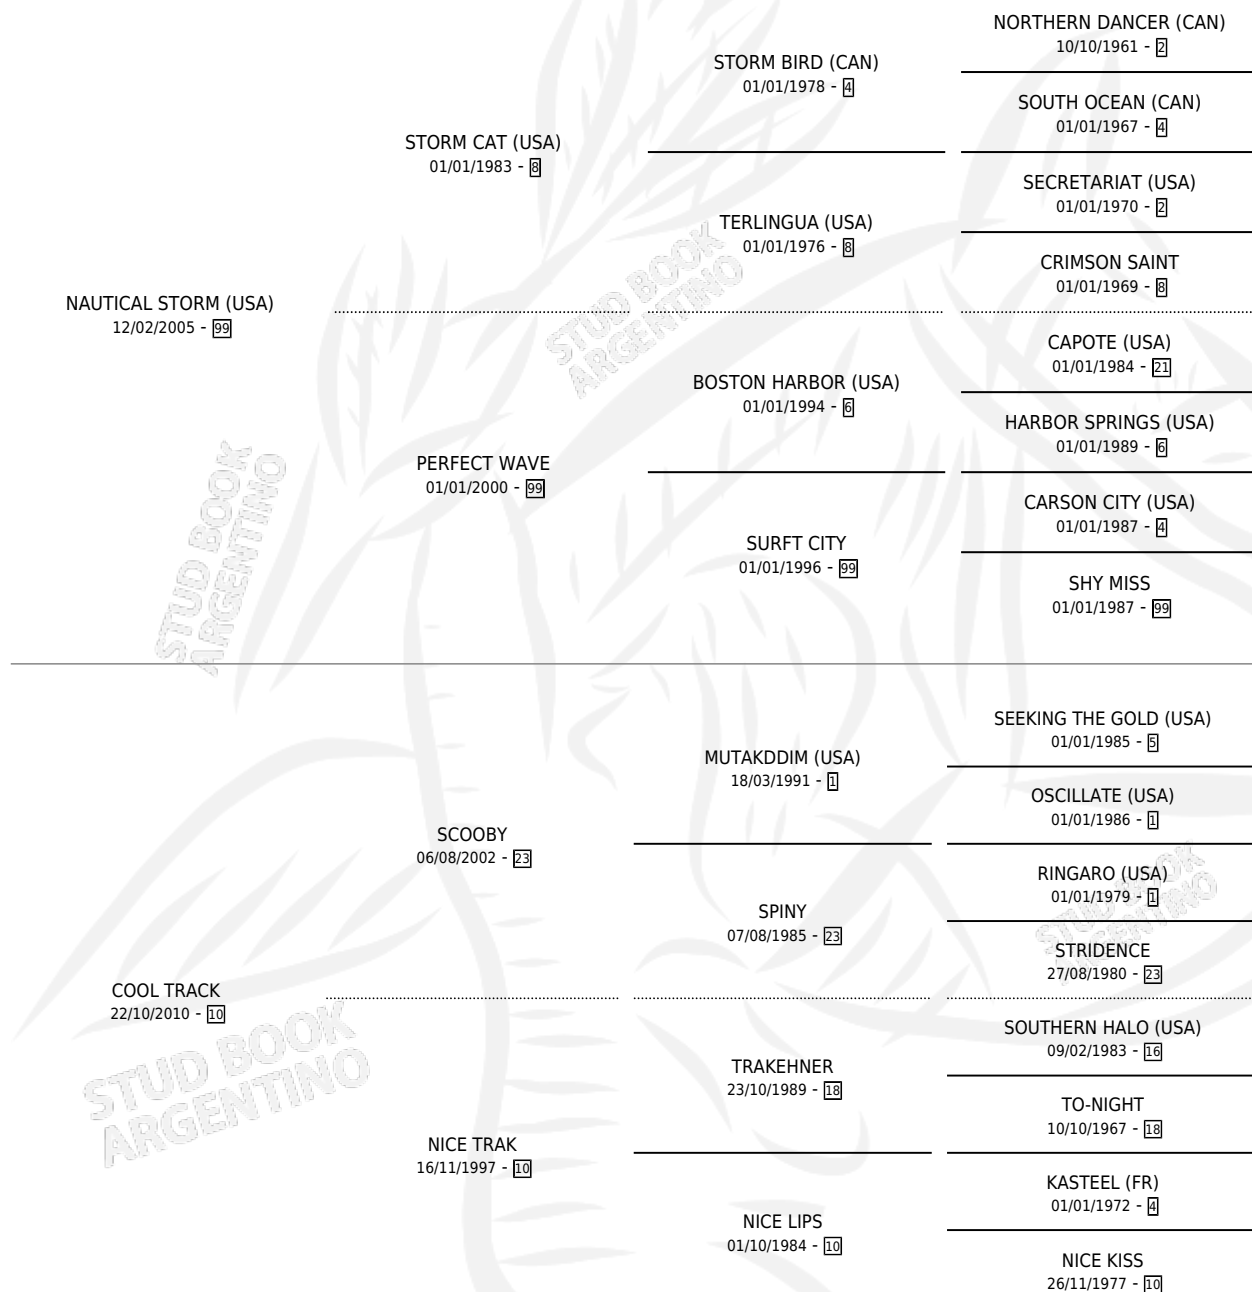 NORTHERN DANCER (CAN)
10/10/1961 - 2
STORM BIRD (CAN)
01/01/1978 - 4
SOUTH OCEAN (CAN)
01/01/1967 - 4
STORM CAT (USA)
01/01/1983 - 8
SECRETARIAT (USA)
01/01/1970 - 2
TERLINGUA (USA)
01/01/1976 - 8
CRIMSON SAINT
01/01/1969 - 8
NAUTICAL STORM (USA)
12/02/2005 - 99
CAPOTE (USA)
01/01/1984 - 21
BOSTON HARBOR (USA)
01/01/1994 - 6
HARBOR SPRINGS (USA)
01/01/1989 - 6
PERFECT WAVE
01/01/2000 - 99
CARSON CITY (USA)
01/01/1987 - 4
SURFT CITY
01/01/1996 - 99
SHY MISS
01/01/1987 - 99
SEEKING THE GOLD (USA)
01/01/1985 - 5
MUTAKDDIM (USA)
18/03/1991 - 1
OSCILLATE (USA)
01/01/1986 - 1
SCOOBY
06/08/2002 - 23
RINGARO (USA)
01/01/1979 - 1
SPINY
07/08/1985 - 23
STRIDENCE
27/08/1980 - 23
COOL TRACK
22/10/2010 - 10
SOUTHERN HALO (USA)
09/02/1983 - 16
TRAKEHNER
23/10/1989 - 18
TO-NIGHT
10/10/1967 - 18
NICE TRAK
16/11/1997 - 10
KASTEEL (FR)
01/01/1972 - 4
NICE LIPS
01/10/1984 - 10
NICE KISS
26/11/1977 - 10
STUD BOOK
ARGENTINO
STUD BOOK
ARGENTINO
STUD BOOK
ARGENTINO
STUD BOOK
ARGENTINO